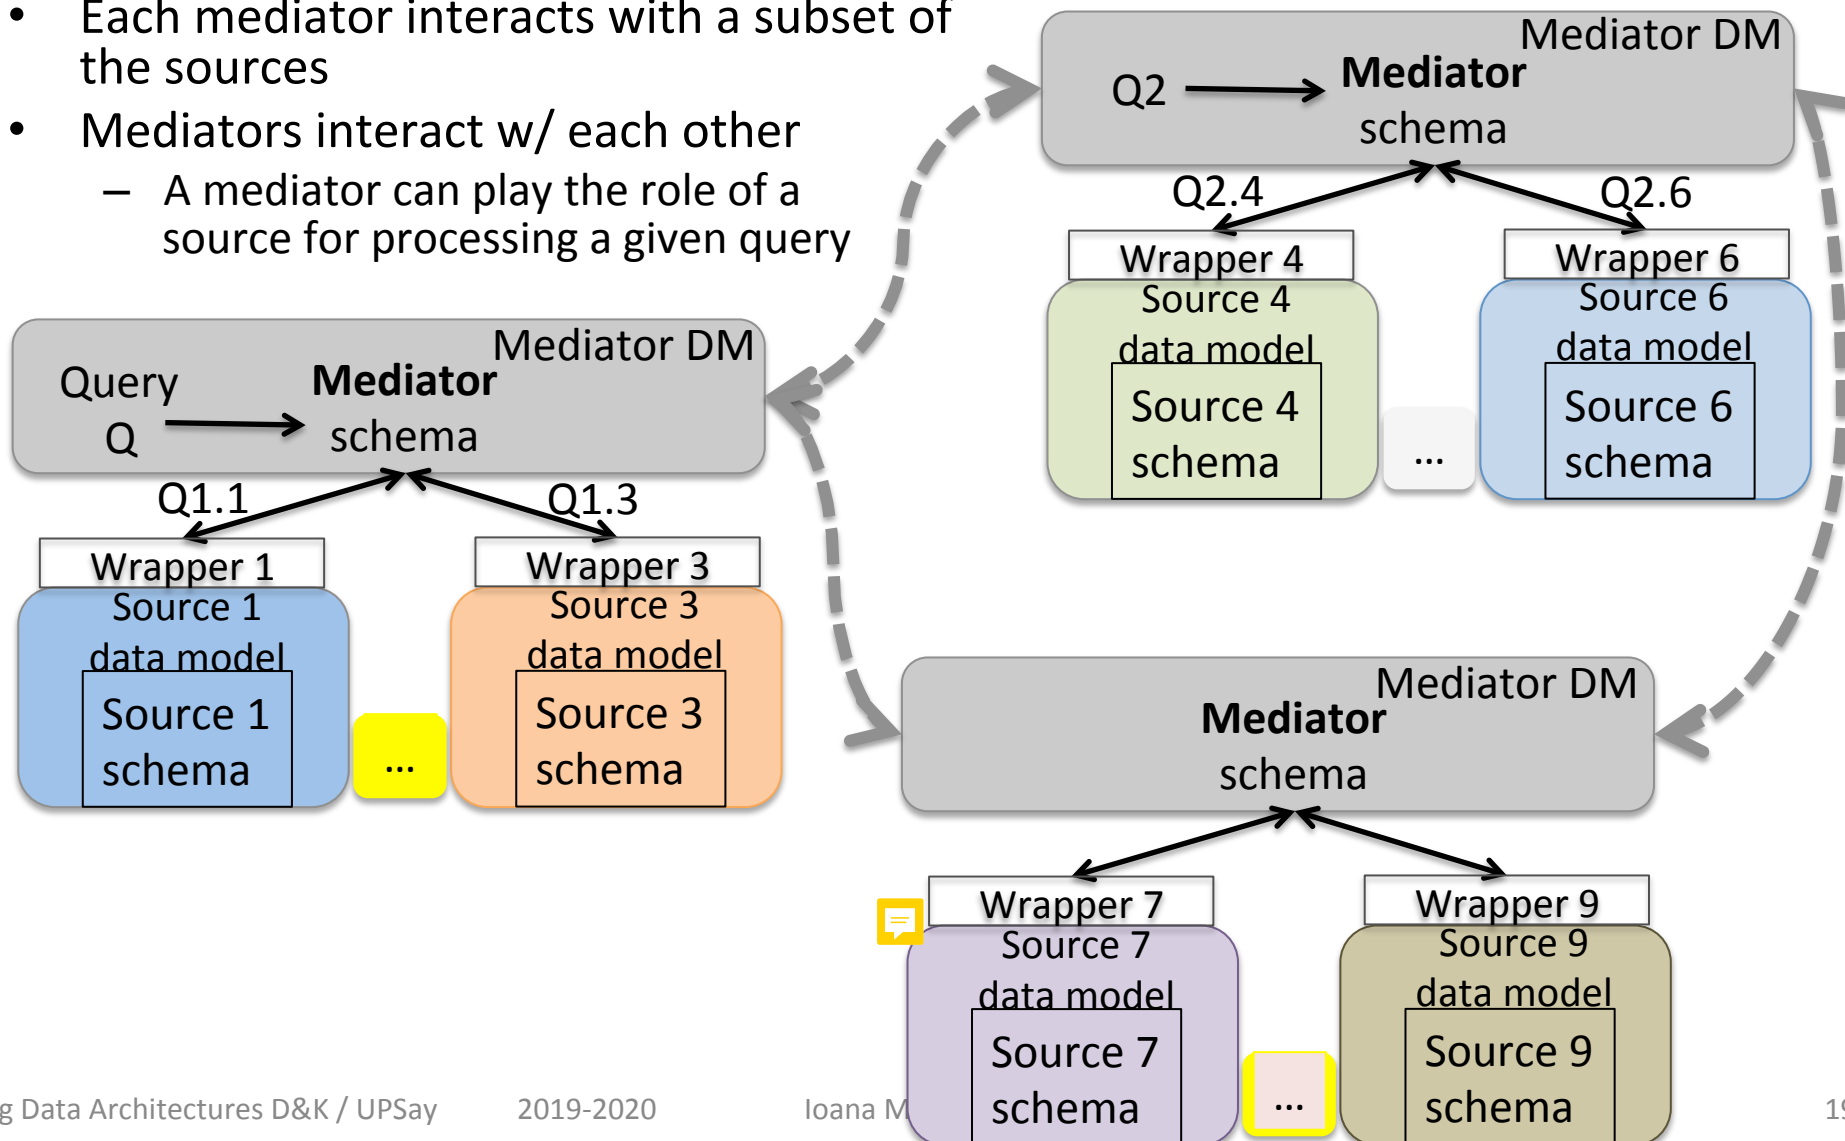 • Each mediator interacts with a subset of
the sources
• Mediators interact w/ each other
– A mediator can play the role of a
source for processing a given query
Mediator DM
Q2
Mediator
schema
Q2.4
Q2.6
Wrapper 4
Source 4
data model
Source 4
schema
...
Wrapper 6
Source 6
data model
Source 6
schema
Mediator DM
Query
Q
Mediator
schema
Q1.1
Q1.3
Wrapper 1
Source 1
data model
Source 1
schema
...
Wrapper 3
Source 3
data model
Source 3
schema
Mediator DM
Mediator
schema
Wrapper 7
Source 7
data model
Source 7
schema
...
Wrapper 9
Source 9
data model
Source 9
schema
g Data Architectures D&K / UPSay
2019-2020
Ioana M